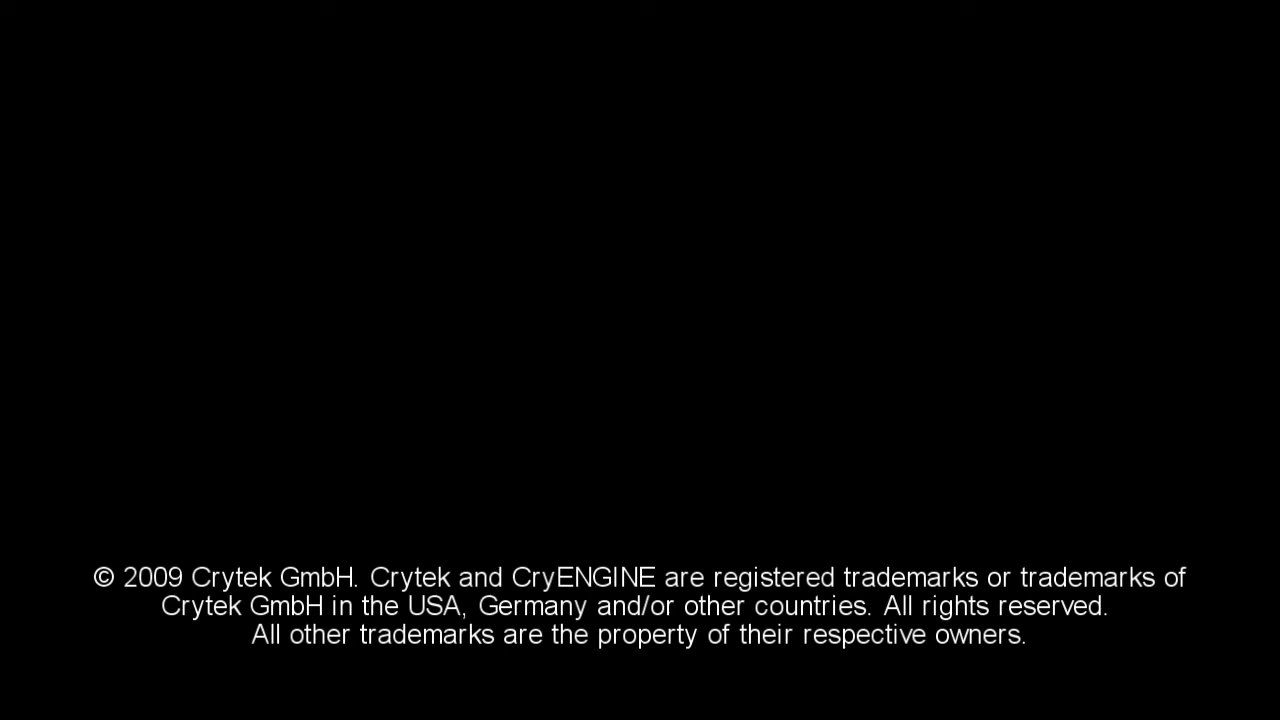 © 2009 Crytek GmbH. Crytek and CryENGINE are registered trademarks or trademarks of
Crytek GmbH in the USA, Germany and/or other countries. All rights reserved.
All other trademarks are the property of their respective owners.